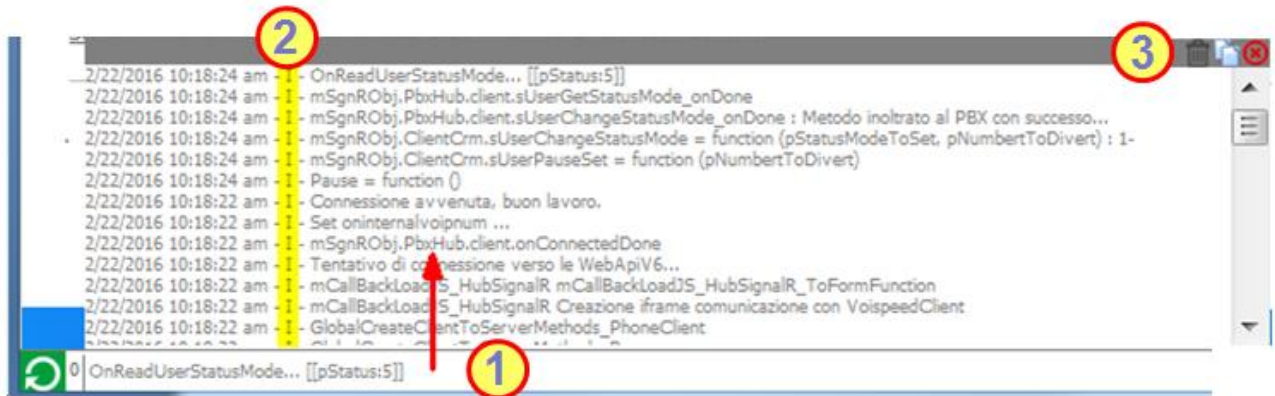 2
3
2/22/2016 10:18:24 am - I - OnReadUserStatusMode... [[pStatus:5]]
2/22/2016 10:18:24 am - I - mSgnRObj.PbxHub.client.sUserGetStatusMode_onDone
2/22/2016 10:18:24 am - I - mSgnRObj.PbxHub.client.sUserChangeStatusMode_onDone : Metodo inoltrato al PBX con successo...
2/22/2016 10:18:24 am - I - mSgnRObj.ClientCrm.sUserChangeStatusMode = function (pStatusModeToSet, pNumbertToDivert) : 1-
2/22/2016 10:18:24 am - I - mSgnRObj.ClientCrm.sUserPauseSet = function (pNumbertToDivert)
2/22/2016 10:18:24 am - I - Pause = function ()
2/22/2016 10:18:22 am - I - Connessione avvenuta, buon lavoro.
2/22/2016 10:18:22 am - I - Set oninternalvoipnum ...
2/22/2016 10:18:22 am - I - mSgnRObj.PbxHub.client.onConnectedDone
2/22/2016 10:18:22 am - I - Tentativo di connessione verso le WebApiV6...
2/22/2016 10:18:22 am - I - mCallBackLoadJS_HubSignalR mCallBackLoadJS_HubSignalR_ToFormFunction
2/22/2016 10:18:22 am - I - mCallBackLoadJS_HubSignalR Creazione iframe comunicazione con VoispeedClient
2/22/2016 10:18:22 am - I - GlobalCreateClientToServerMethods_PhoneClient
0 OnReadUserStatusMode... [[pStatus:5]]
1